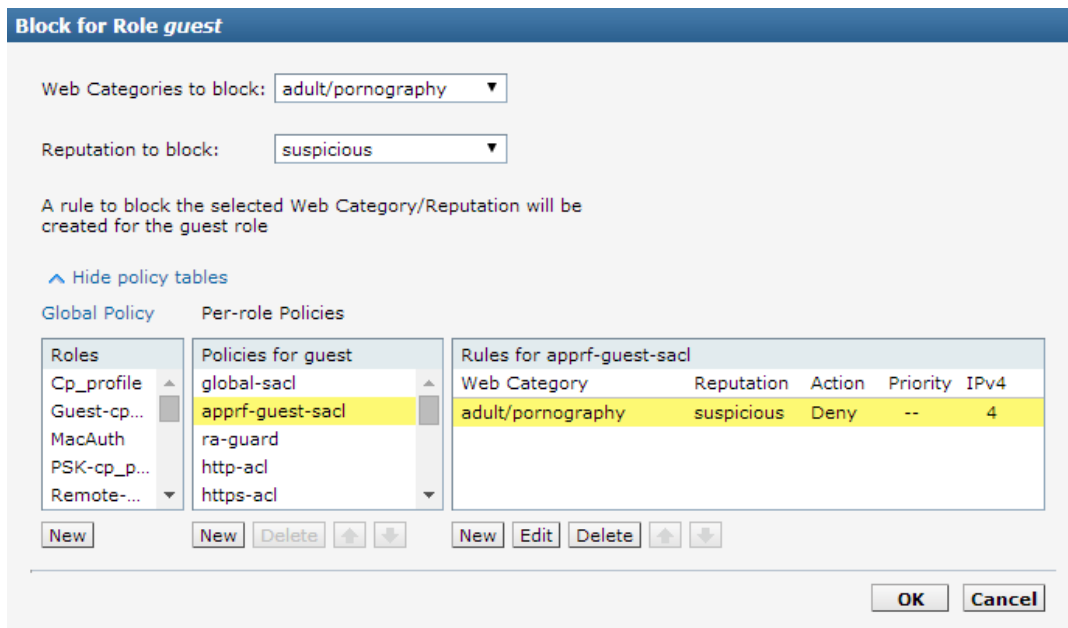 Block for Role guest
Web Categories to block: adult/pornography
Reputation to block: suspicious
A rule to block the selected Web Category/Reputation will be
created for the guest role
Hide policy tables
Global Policy Per-role Policies
Roles Policies for guest Rules for apprf-guest-sacl
Cp_profile global-sacl Web Category Reputation Action Priority IPv4
Guest-cp... apprf-guest-sacl adult/pornography suspicious Deny -- 4
MacAuth ra-guard
PSK-cp_p... http-acl
Remote-... https-acl
New New Delete New Edit Delete
OK Cancel